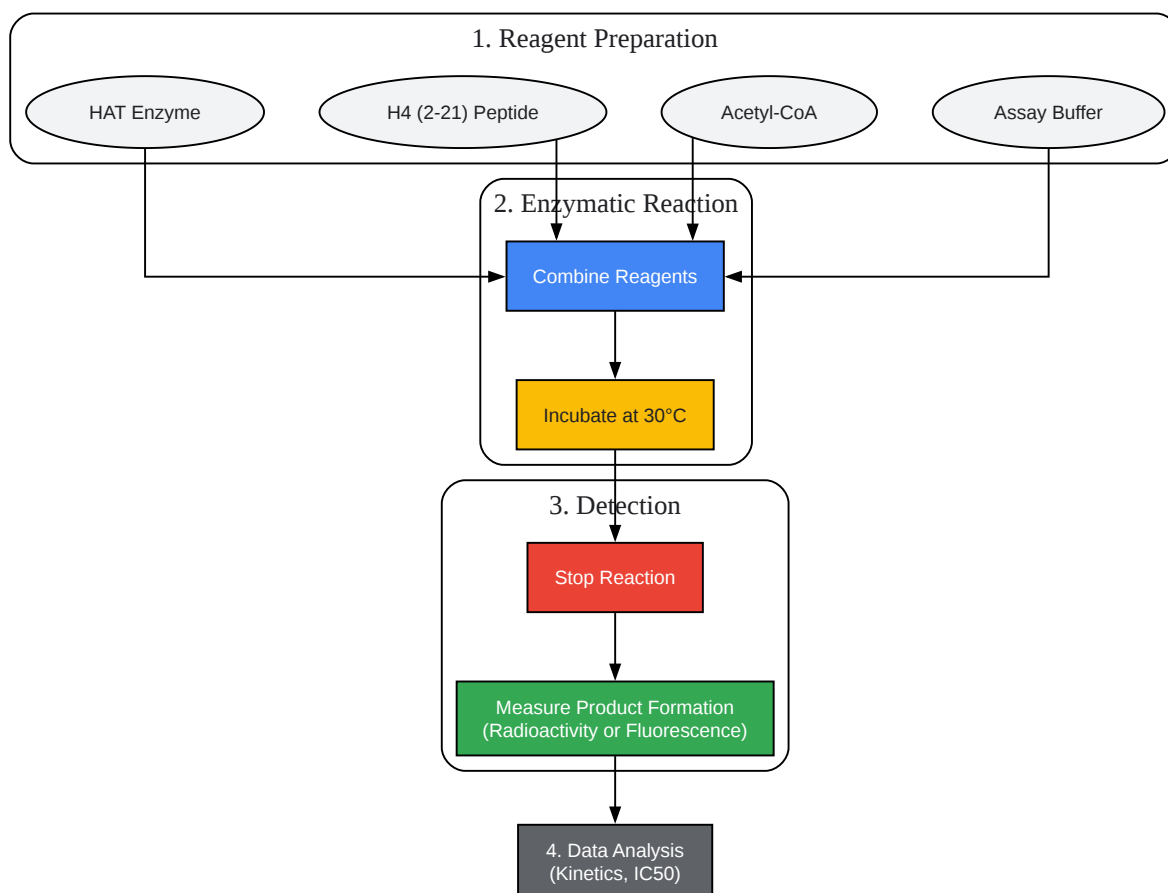 1. Reagent Preparation
HAT Enzyme
H4 (2-21) Peptide
Acetyl-CoA
Assay Buffer
2. Enzymatic Reaction
Combine Reagents
Incubate at 30°C
3. Detection
Stop Reaction
Measure Product Formation
(Radioactivity or Fluorescence)
4. Data Analysis
(Kinetics, IC50)